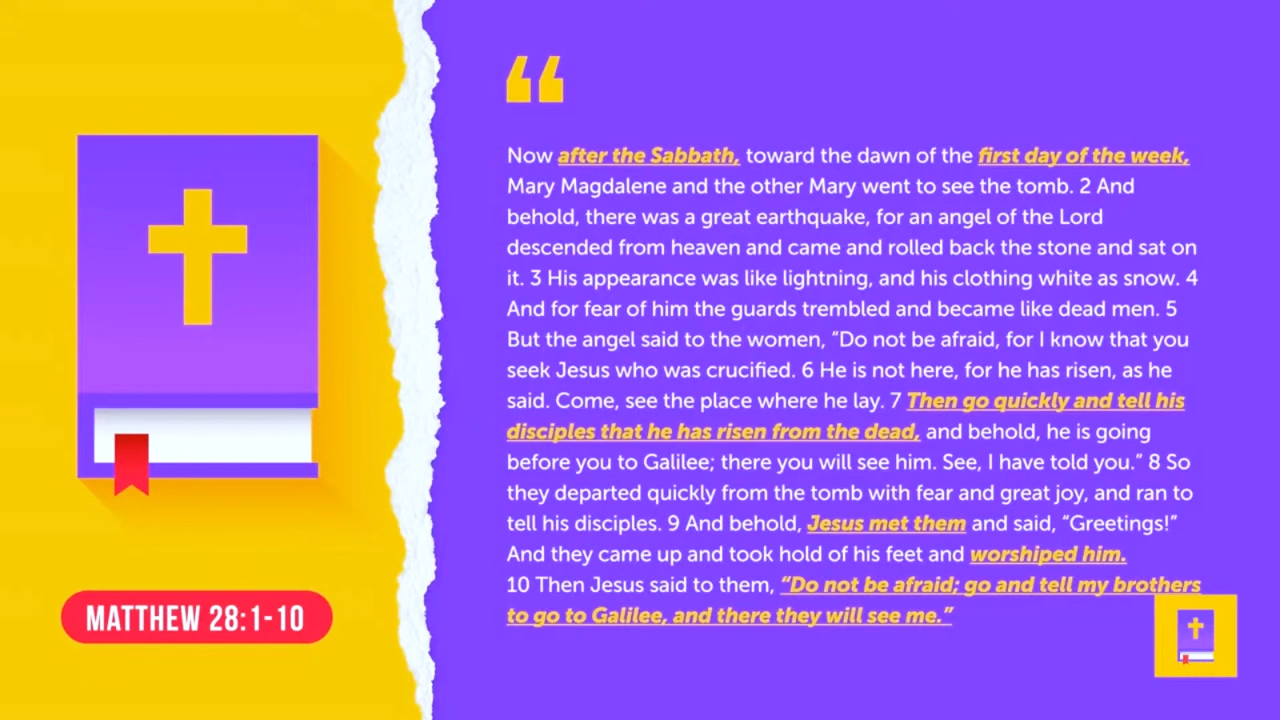 MATTHEW 28:1-10
“
Now after the Sabbath, toward the dawn of the first day of the week,
Mary Magdalene and the other Mary went to see the tomb. 2 And
behold, there was a great earthquake, for an angel of the Lord
descended from heaven and came and rolled back the stone and sat on
it. 3 His appearance was like lightning, and his clothing white as snow. 4
And for fear of him the guards trembled and became like dead men. 5
But the angel said to the women, “Do not be afraid, for I know that you
seek Jesus who was crucified. 6 He is not here, for he has risen, as he
said. Come, see the place where he lay. 7 Then go quickly and tell his
disciples that he has risen from the dead, and behold, he is going
before you to Galilee; there you will see him. See, I have told you.” 8 So
they departed quickly from the tomb with fear and great joy, and ran to
tell his disciples. 9 And behold, Jesus met them and said, “Greetings!”
And they came up and took hold of his feet and worshiped him.
10 Then Jesus said to them, “Do not be afraid; go and tell my brothers
to go to Galilee, and there they will see me.”